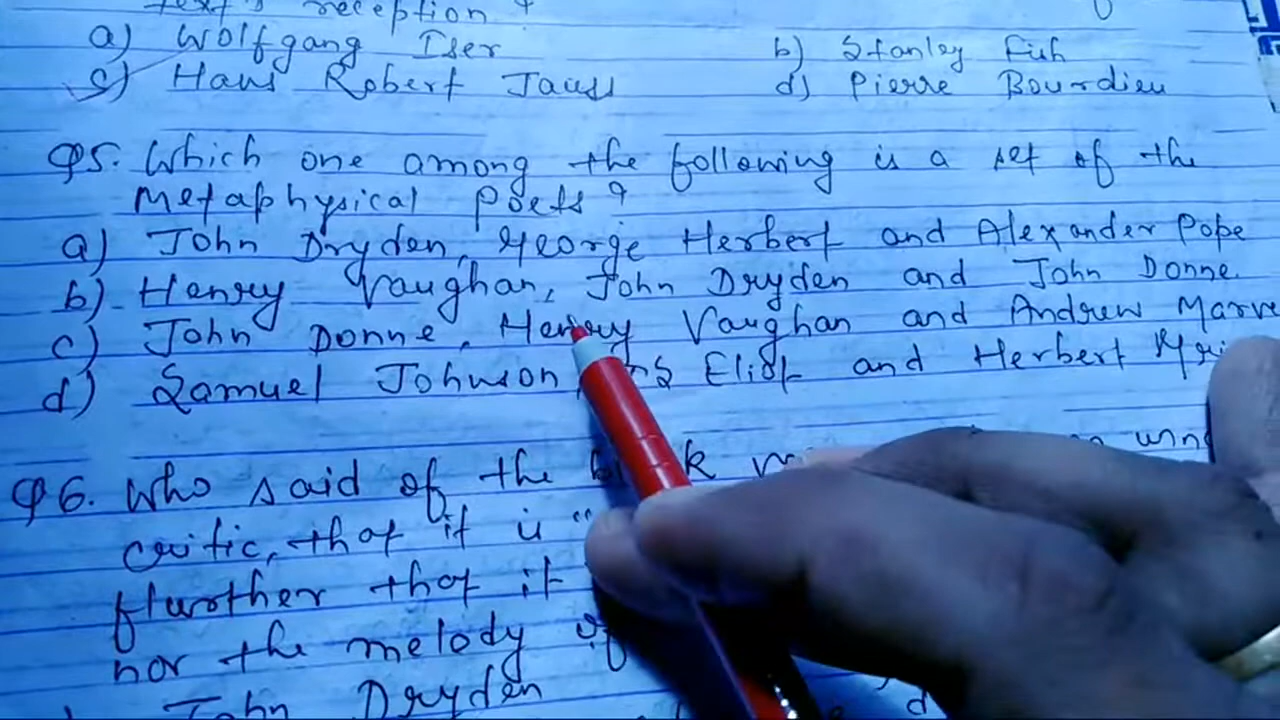 text's reception ?
a) Wolfgang Iser b) Stanley Fish
c) Hans Robert Jauss d) Pierre Bourdieu
Q5. Which one among the following is a set of the
Metaphysical Poets ?
a) John Dryden, George Herbert and Alexander Pope
b) Henry Vaughan, John Dryden and John Donne.
c) John Donne, Henry Vaughan and Andrew Marve
d) Samuel Johnson, TS Eliot and Herbert Gri
Q6. Who said of the
critic, that it is "
further that it
nor the melody of
John Dryden